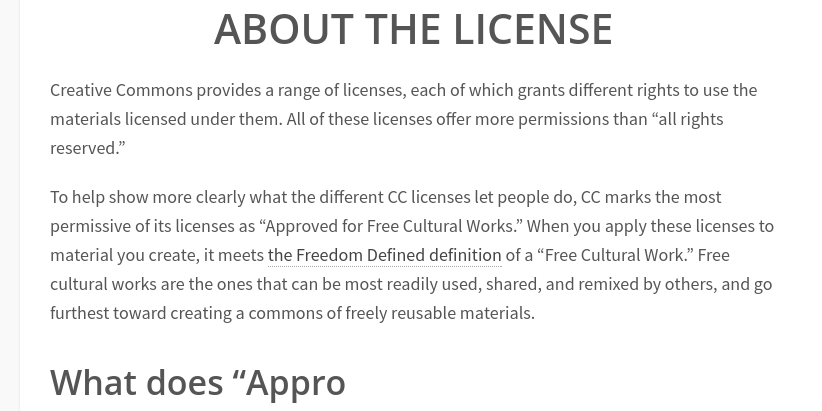 ABOUT THE LICENSE
Creative Commons provides a range of licenses, each of which grants different rights to use the
materials licensed under them. All of these licenses offer more permissions than “all rights
reserved.”
To help show more clearly what the different CC licenses let people do, CC marks the most
permissive of its licenses as “Approved for Free Cultural Works.” When you apply these licenses to
material you create, it meets the Freedom Defined definition of a “Free Cultural Work.” Free
cultural works are the ones that can be most readily used, shared, and remixed by others, and go
furthest toward creating a commons of freely reusable materials.
What does “Appro